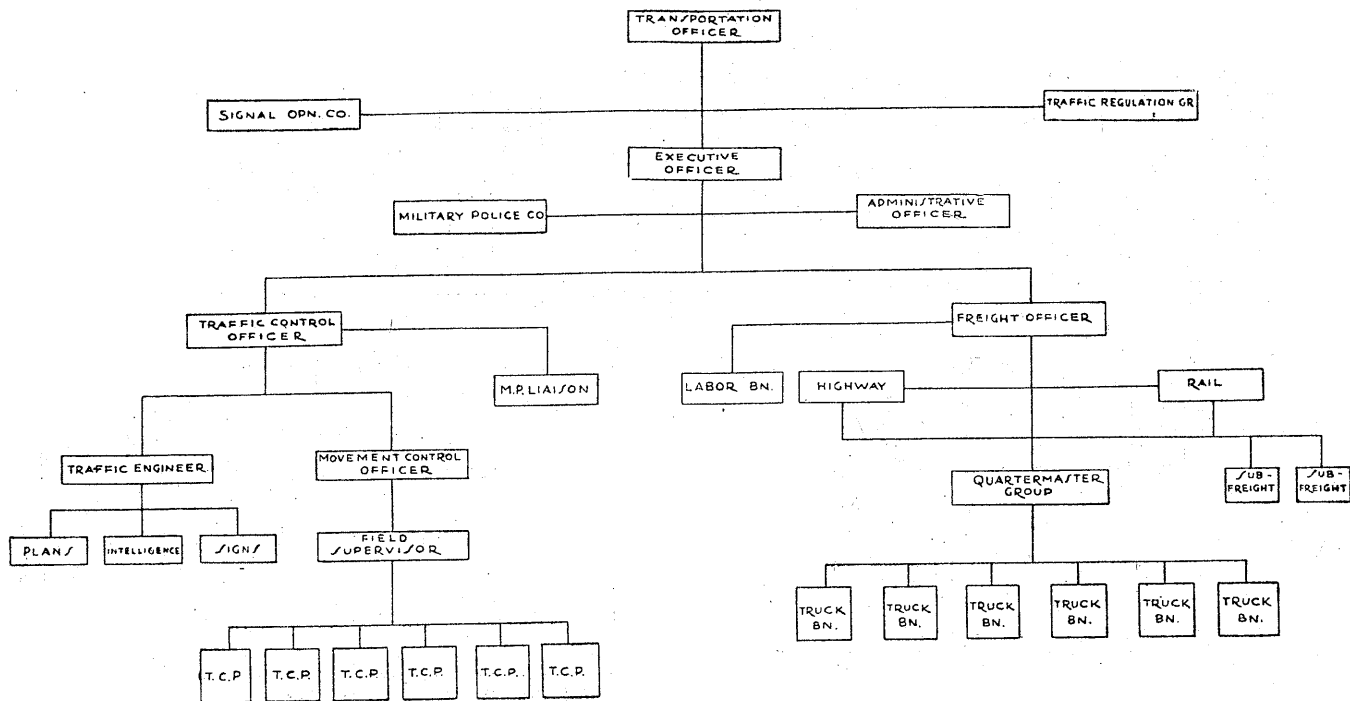 TRANSPORTATION
OFFICER
SIGNAL OPN. CO.
TRAFFIC REGULATION GR
EXECUTIVE
OFFICER
MILITARY POLICE CO
ADMINISTRATIVE
OFFICER
TRAFFIC CONTROL
OFFICER
FREIGHT OFFICER
M.P. LIAISON
LABOR BN.
HIGHWAY
RAIL
TRAFFIC ENGINEER
MOVEMENT CONTROL
OFFICER
QUARTERMASTER
GROUP
SUB-
FREIGHT
SUB-
FREIGHT
PLANS
INTELLIGENCE
SIGNS
FIELD
SUPERVISOR
TRUCK
BN.
TRUCK
BN.
TRUCK
BN.
TRUCK
BN.
TRUCK
BN.
TRUCK
BN.
T.C.P
T.C.P.
T.C.P.
T.C.P.
T.C.P.
T.C.P.